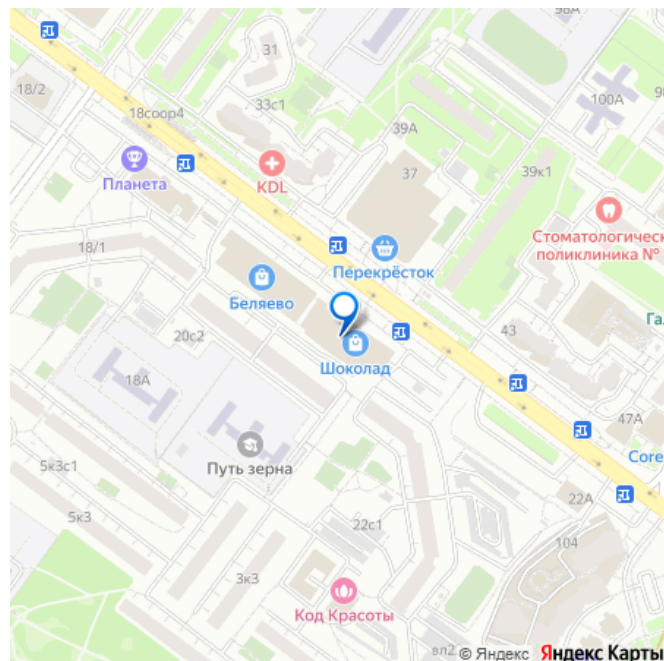 98А
31
18/2
33с1
100А
98
18соор4
39А
37
39к1
Планета
KDL
Стоматологическ
поликлиника №
18/1
Перекрёсток
Беляево
Га
20с2
43
Шоколад
18А
47А
Путь зерна
Core
5к3с1
22А
5к3
22с1
104
3к3
Код Красоты
вл2
© Яндекс Яндекс Карты